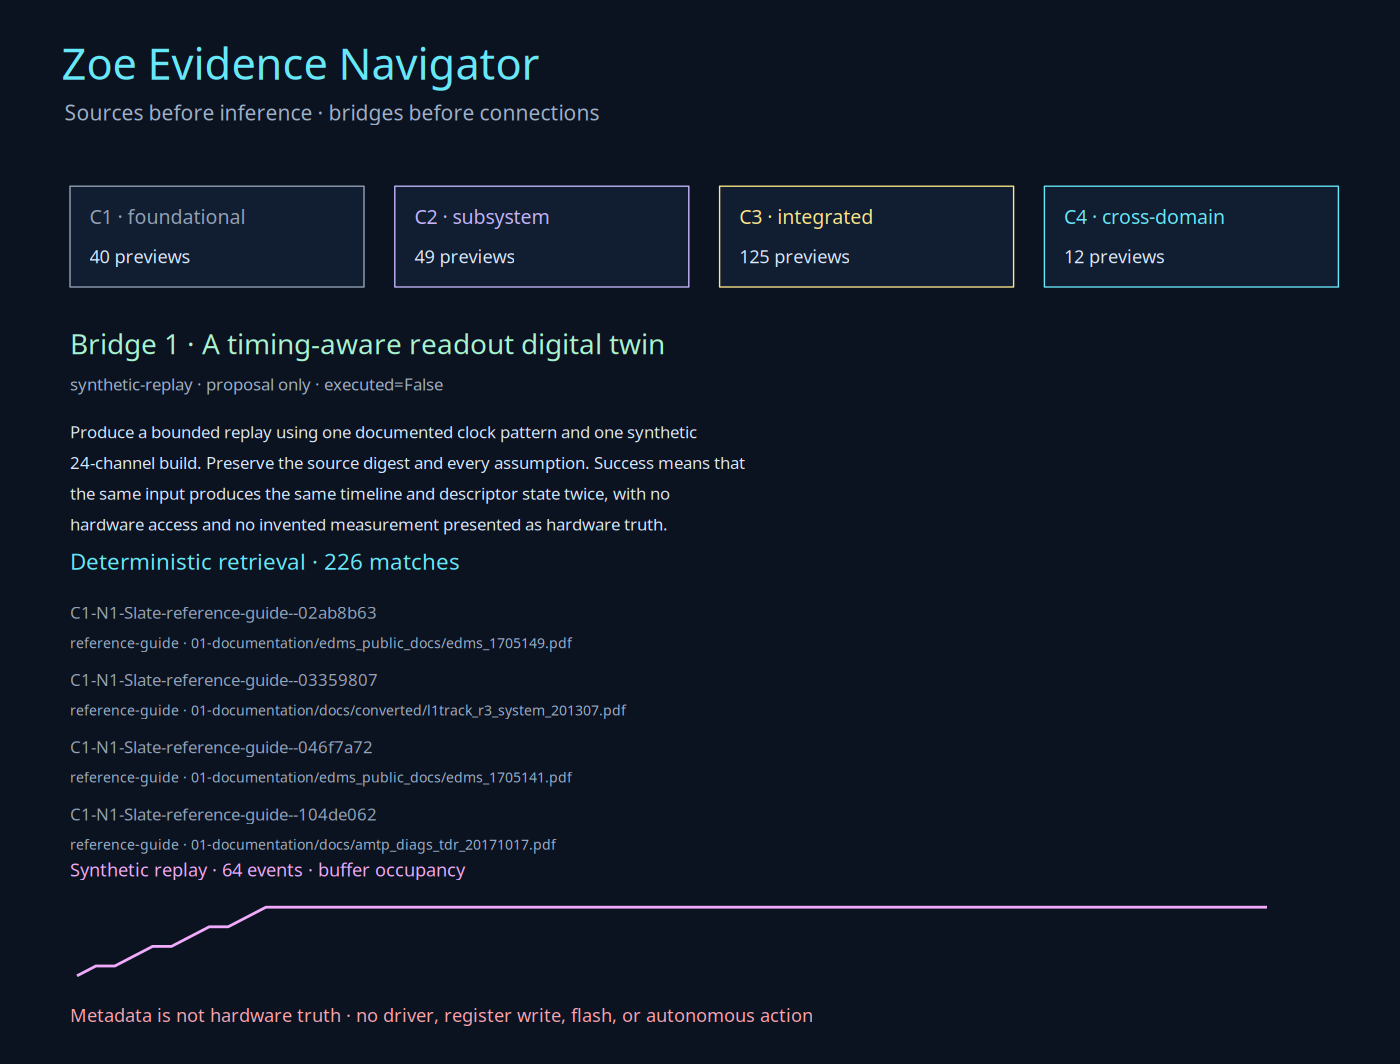 Zoe Evidence Navigator
Sources before inference · bridges before connections
C1 · foundational
40 previews
C2 · subsystem
49 previews
C3 · integrated
125 previews
C4 · cross-domain
12 previews
Bridge 1 · A timing-aware readout digital twin
synthetic-replay · proposal only · executed=False
Produce a bounded replay using one documented clock pattern and one synthetic
24-channel build. Preserve the source digest and every assumption. Success means that
the same input produces the same timeline and descriptor state twice, with no
hardware access and no invented measurement presented as hardware truth.
Deterministic retrieval · 226 matches
C1-N1-Slate-reference-guide--02ab8b63
reference-guide · 01-documentation/edms_public_docs/edms_1705149.pdf
C1-N1-Slate-reference-guide--03359807
reference-guide · 01-documentation/docs/converted/l1track_r3_system_201307.pdf
C1-N1-Slate-reference-guide--046f7a72
reference-guide · 01-documentation/edms_public_docs/edms_1705141.pdf
C1-N1-Slate-reference-guide--104de062
reference-guide · 01-documentation/docs/amtp_diags_tdr_20171017.pdf
Synthetic replay · 64 events · buffer occupancy
Metadata is not hardware truth · no driver, register write, flash, or autonomous action